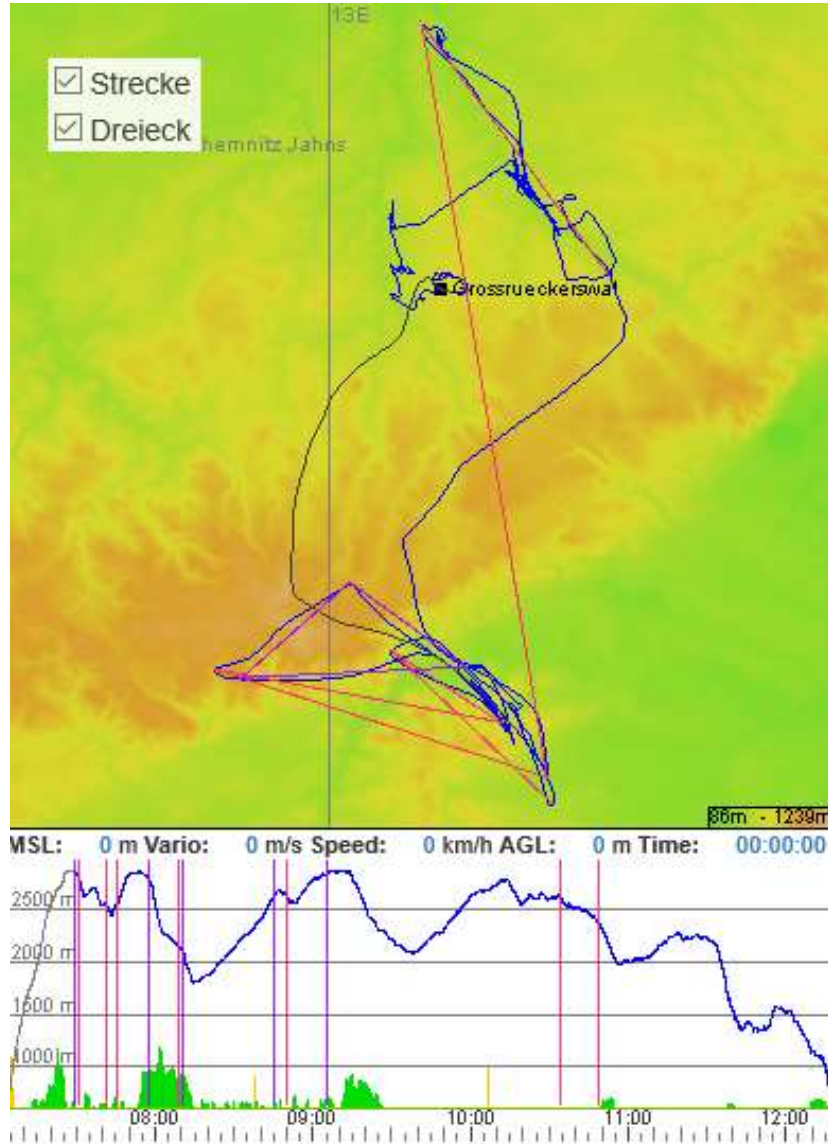 13E
Strecke
Dreieck
hemnitz Jahns
Grossrueckerswal
86m - 1239m
MSL: 0 m Vario: 0 m/s Speed: 0 km/h AGL: 0 m Time: 00:00:00
2500 m
2000 m
1500 m
1000 m
08:00 09:00 10:00 11:00 12:00